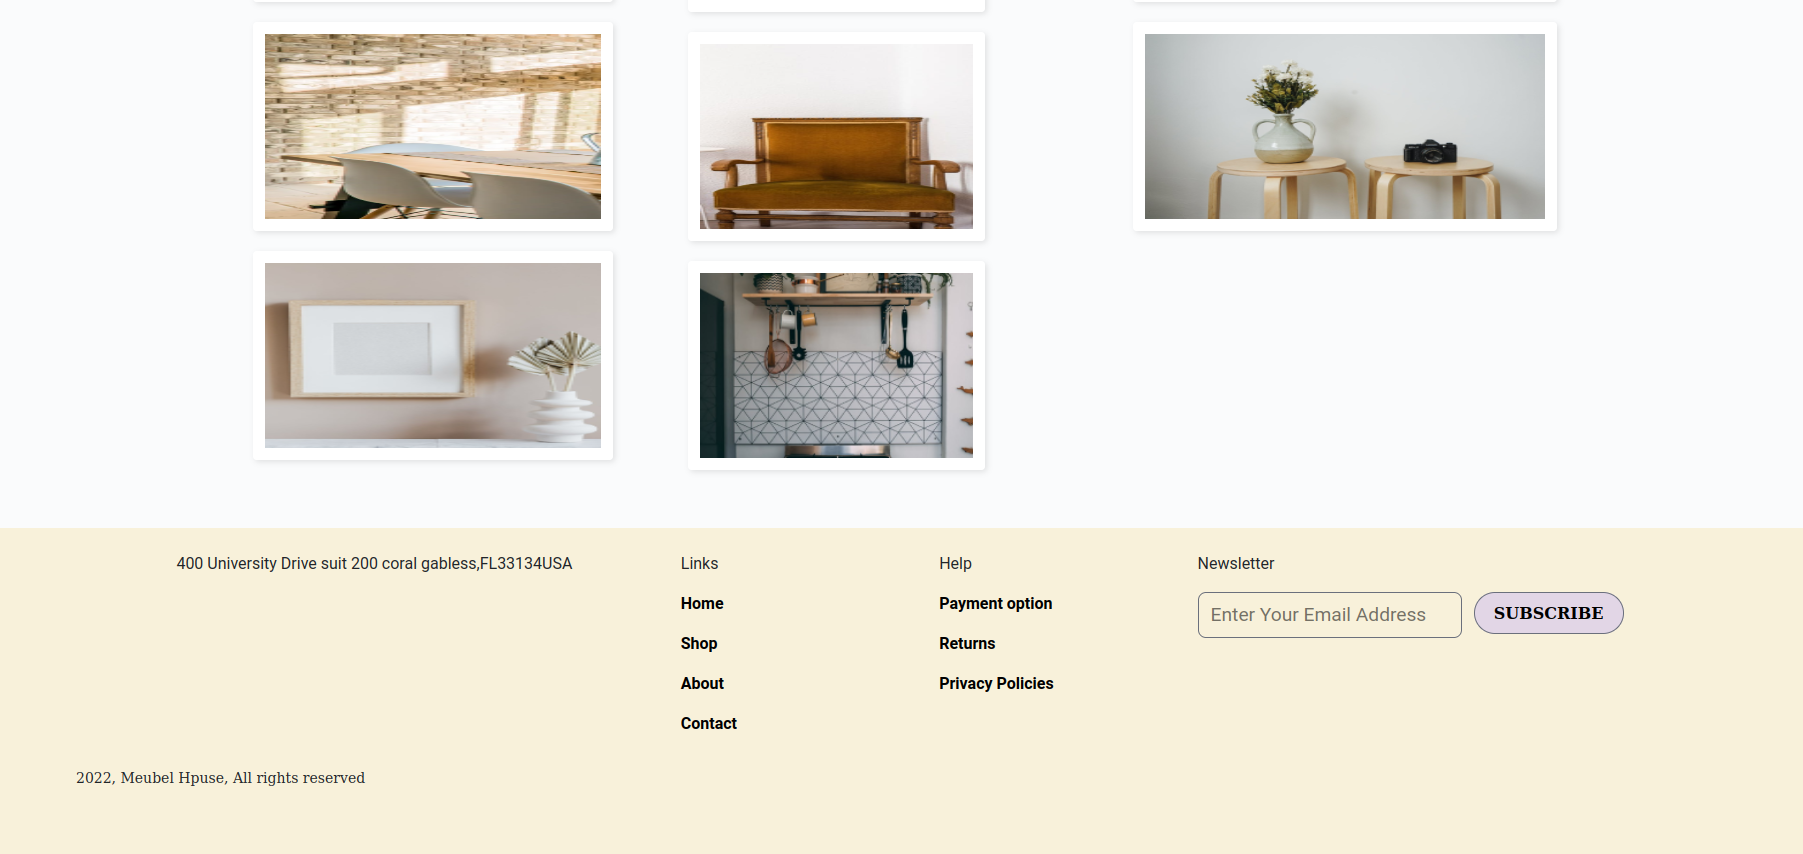 400 University Drive suit 200 coral gabless,FL33134USA
Links
Home
Shop
About
Contact
Help
Payment option
Returns
Privacy Policies
Newsletter
Enter Your Email Address
SUBSCRIBE
2022, Meubel Hpuse, All rights reserved